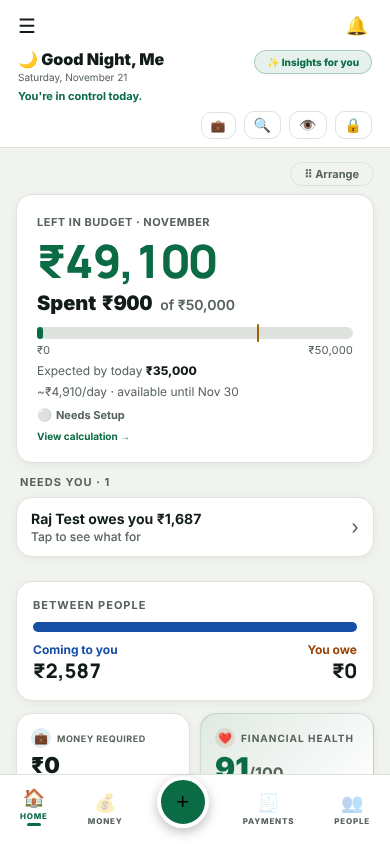 Good Night, Me
Saturday, November 21
You're in control today.
Insights for you
Arrange
LEFT IN BUDGET · NOVEMBER
₹49,100
Spent ₹900 of ₹50,000
₹0 ₹50,000
Expected by today ₹35,000
~₹4,910/day · available until Nov 30
Needs Setup
View calculation →
NEEDS YOU · 1
Raj Test owes you ₹1,687
Tap to see what for
BETWEEN PEOPLE
Coming to you You owe
₹2,587 ₹0
MONEY REQUIRED
₹0
FINANCIAL HEALTH
91/100
HOME
MONEY
+
PAYMENTS
PEOPLE